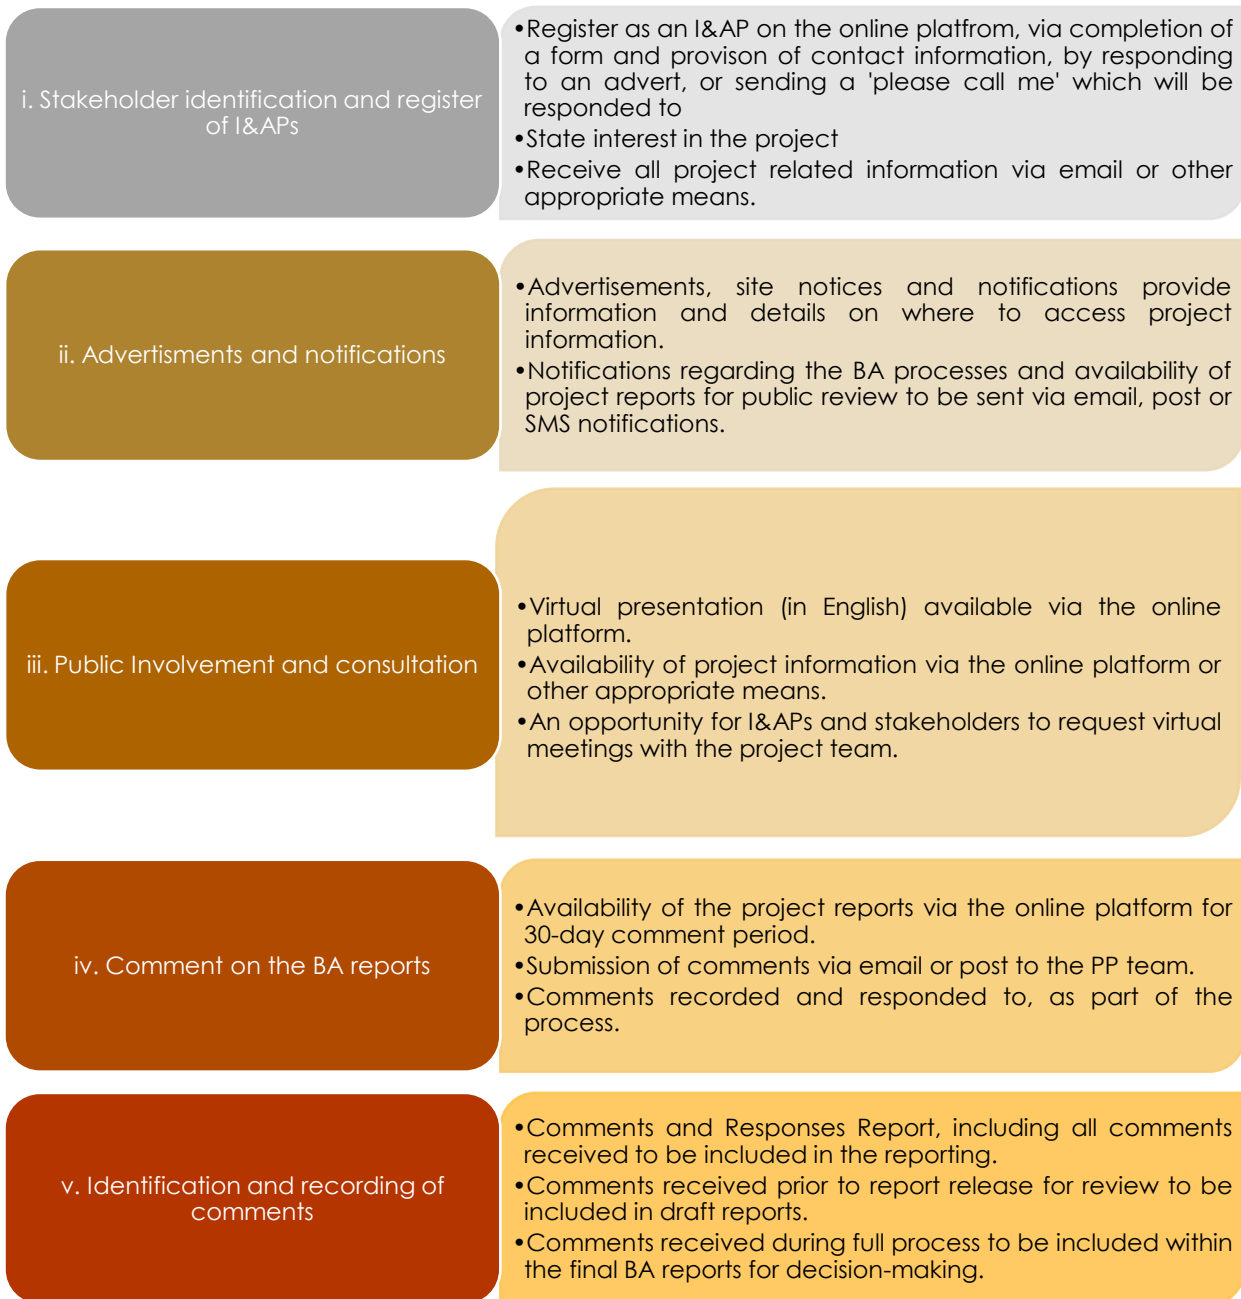 i. Stakeholder identification and register
of I&APs
•Register as an I&AP on the online platfrom, via completion of
a form and provison of contact information, by responding
to an advert, or sending a 'please call me' which will be
responded to
•State interest in the project
•Receive all project related information via email or other
appropriate means.
ii. Advertisments and notifications
•Advertisements, site notices and notifications provide
information and details on where to access project
information.
•Notifications regarding the BA processes and availability of
project reports for public review to be sent via email, post or
SMS notifications.
iii. Public Involvement and consultation
•Virtual presentation (in English) available via the online
platform.
•Availability of project information via the online platform or
other appropriate means.
•An opportunity for I&APs and stakeholders to request virtual
meetings with the project team.
iv. Comment on the BA reports
•Availability of the project reports via the online platform for
30-day comment period.
•Submission of comments via email or post to the PP team.
•Comments recorded and responded to, as part of the
process.
v. Identification and recording of
comments
•Comments and Responses Report, including all comments
received to be included in the reporting.
•Comments received prior to report release for review to be
included in draft reports.
•Comments received during full process to be included within
the final BA reports for decision-making.